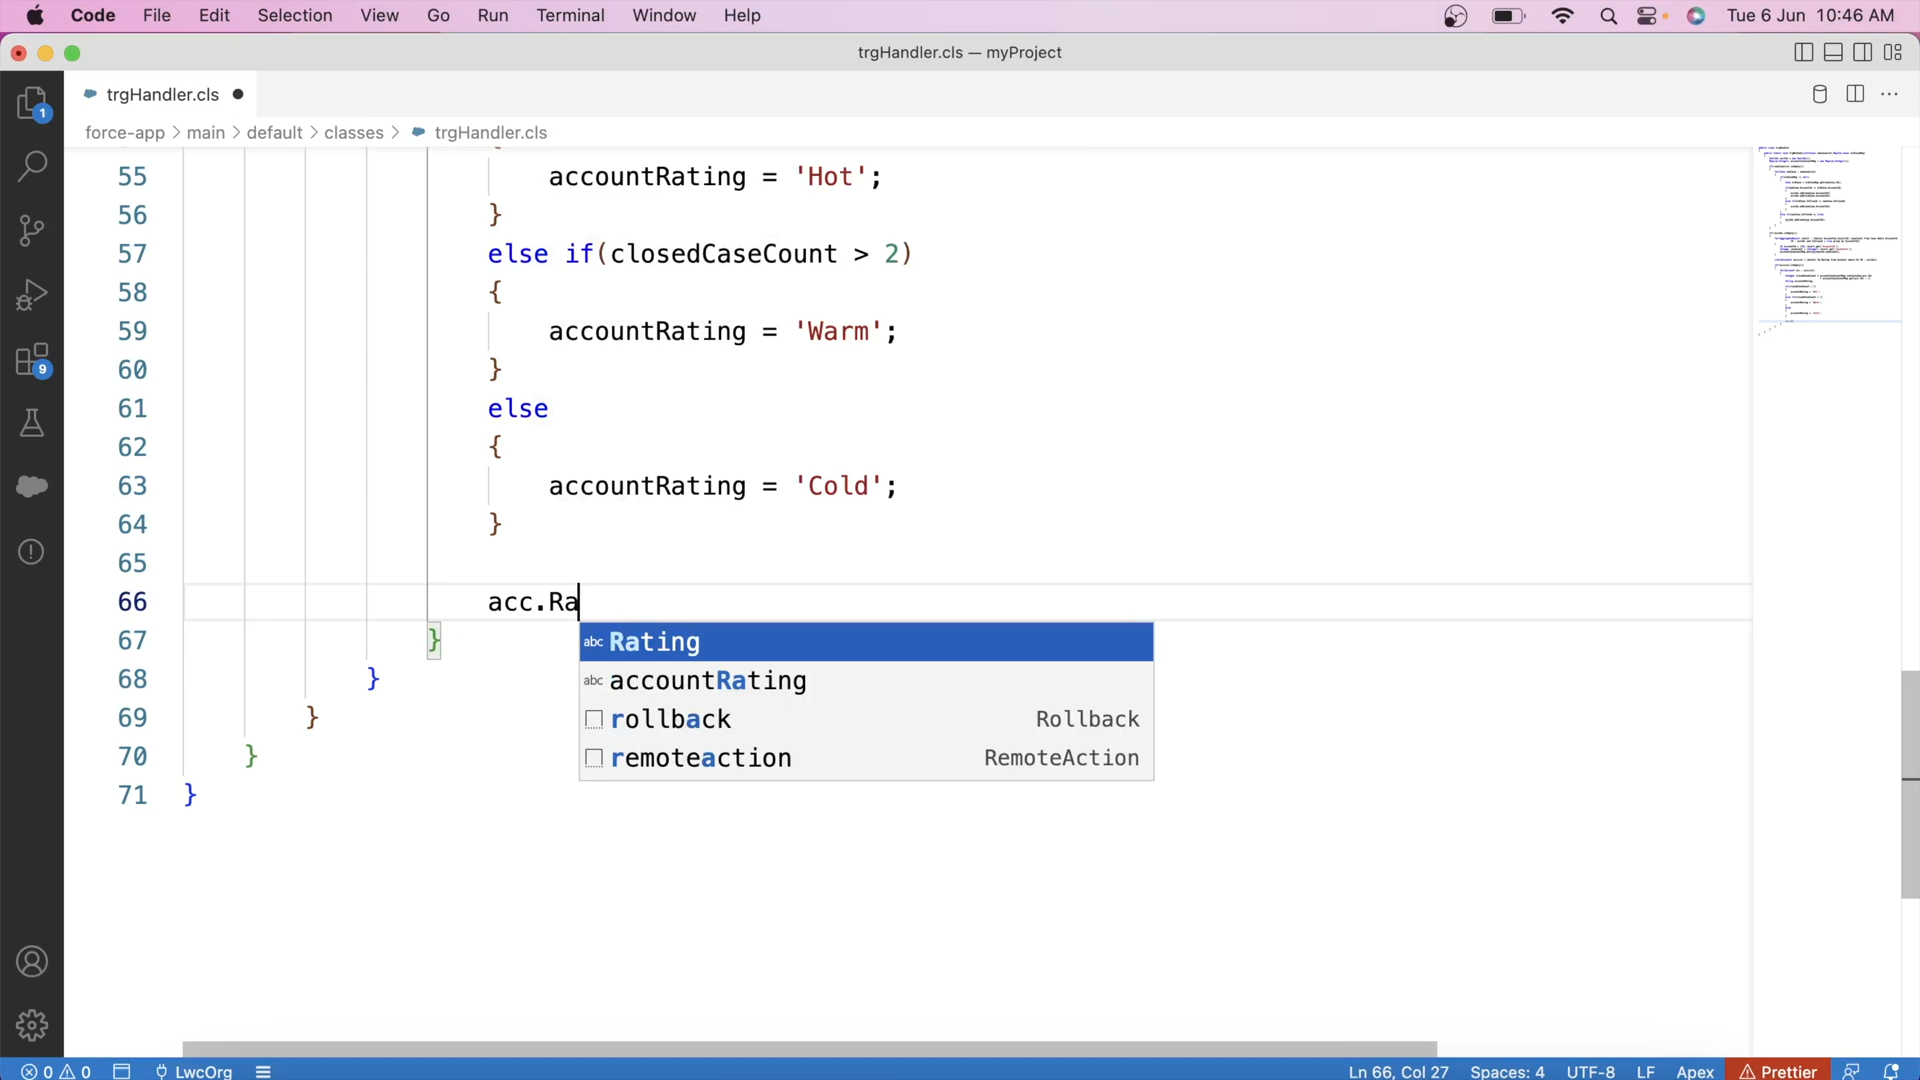 Code File Edit Selection View Go Run Terminal Window Help Tue 6 Jun 10:46 AM
trgHandler.cls — myProject
trgHandler.cls
force-app > main > default > classes > trgHandler.cls
55 accountRating = 'Hot';
56 }
57 else if(closedCaseCount > 2)
58 {
59 accountRating = 'Warm';
60 }
61 else
62 {
63 accountRating = 'Cold';
64 }
65
66 acc.Ra
67 }
abc Rating
abc accountRating
rollback Rollback
remoteaction RemoteAction
68 }
69 }
70 }
71 }
1
9
0 0 LwcOrg Ln 66, Col 27 Spaces: 4 UTF-8 LF Apex Prettier